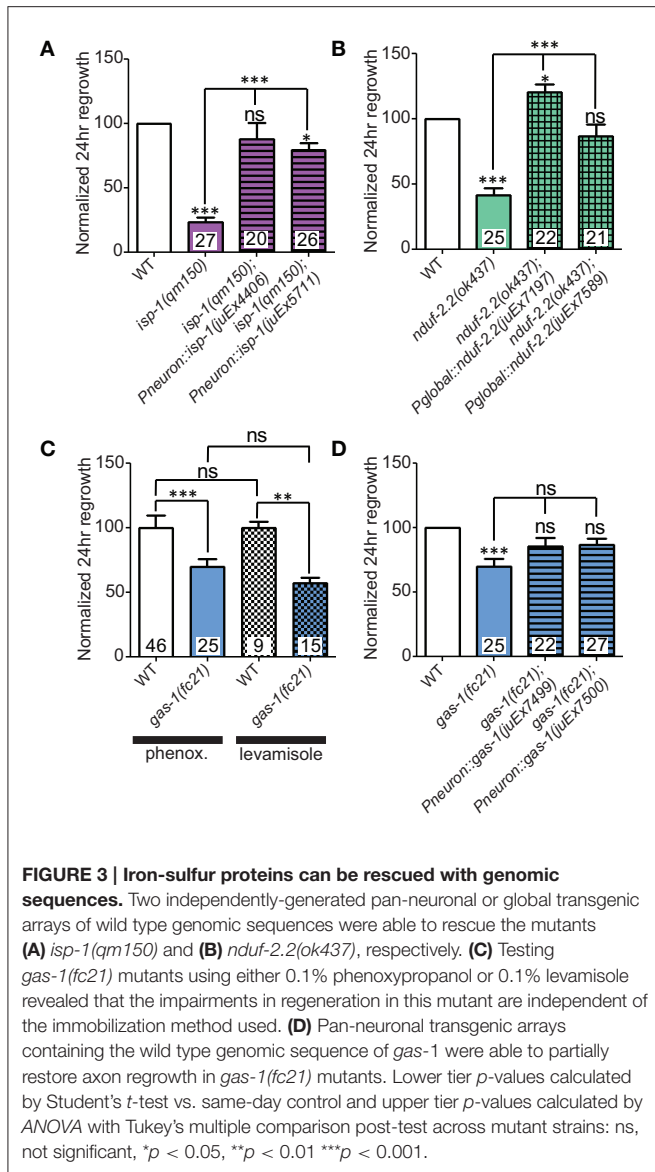 A
Normalized 24hr regrowth
150
100
50
0
***
ns
*
***
27
20
26
WT
isp-1(qm150)
isp-1(qm150);
Pneuron::isp-1(juEx4406)
isp-1(qm150);
Pneuron::isp-1(juEx5711)
B
Normalized 24hr regrowth
150
100
50
0
***
*
ns
***
25
22
21
WT
nduf-2.2(ok437)
nduf-2.2(ok437);
Pglobal::nduf-2.2(juEx7197)
nduf-2.2(ok437);
Pglobal::nduf-2.2(juEx7589)
C
Normalized 24hr regrowth
150
100
50
0
ns
ns
***
**
46
25
9
15
WT
gas-1(fc21)
WT
gas-1(fc21)
phenox.
levamisole
D
Normalized 24hr regrowth
150
100
50
0
ns
ns
ns
***
25
22
27
WT
gas-1(fc21)
gas-1(fc21);
Pneuron::gas-1(juEx7499)
gas-1(fc21);
Pneuron::gas-1(juEx7500)
FIGURE 3 | Iron-sulfur proteins can be rescued with genomic
sequences. Two independently-generated pan-neuronal or global transgenic
arrays of wild type genomic sequences were able to rescue the mutants
(A) isp-1(qm150) and (B) nduf-2.2(ok437), respectively. (C) Testing
gas-1(fc21) mutants using either 0.1% phenoxypropanol or 0.1% levamisole
revealed that the impairments in regeneration in this mutant are independent
of the immobilization method used. (D) Pan-neuronal transgenic arrays
containing the wild type genomic sequence of gas-1 were able to partially
restore axon regrowth in gas-1(fc21) mutants. Lower tier p-values calculated
by Student's t-test vs. same-day control and upper tier p-values calculated by
ANOVA with Tukey's multiple comparison post-test across mutant strains: ns,
not significant, *p < 0.05, **p < 0.01 ***p < 0.001.